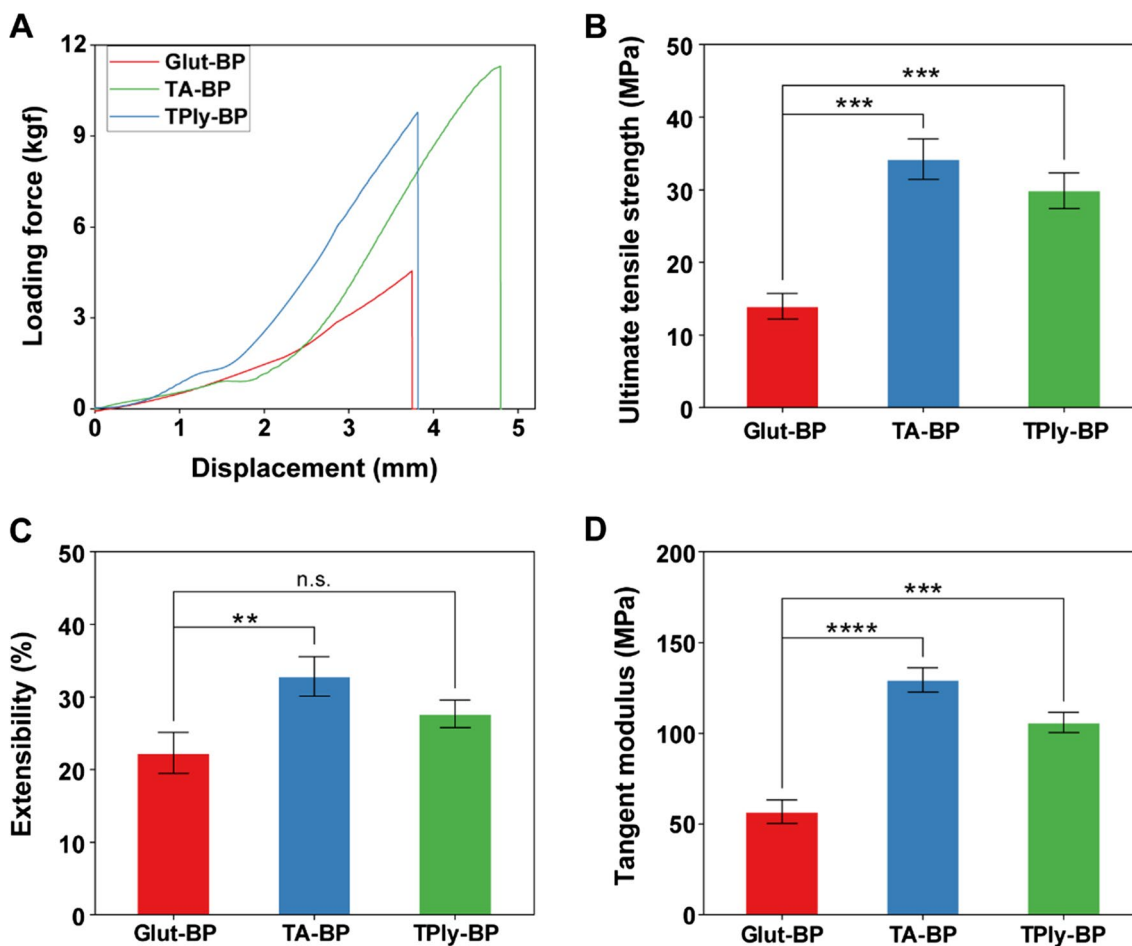 A
Loading force (kgf)
12
9
6
3
0
Glut-BP
TA-BP
TPly-BP
0 1 2 3 4 5
Displacement (mm)
B
Ultimate tensile strength (MPa)
50
40
30
20
10
0
***
***
Glut-BP TA-BP TPly-BP
C
Extensibility (%)
50
40
30
20
10
0
n.s.
**
Glut-BP TA-BP TPly-BP
D
Tangent modulus (MPa)
200
150
100
50
0
***
****
Glut-BP TA-BP TPly-BP